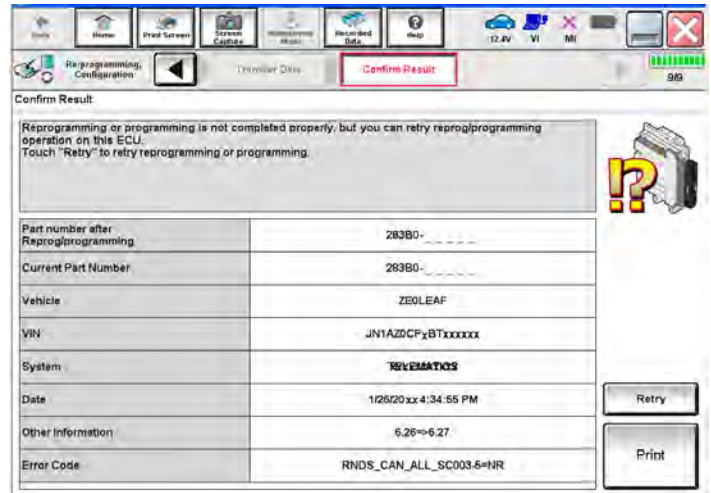 Home
Print Screen
Screen
Capture
Recorded
Data
Help
12.4V
VI
MI
Re/programming,
Configuration
Transfer Data
Confirm Result
9/9
Confirm Result
Reprogramming or programming is not completed properly, but you can retry reprog/programming
operation on this ECU.
Touch "Retry" to retry reprogramming or programming.
!?
Part number after
Reprog/programming
283B0-_ _ _ _ _
Current Part Number
283B0-_ _ _ _ _
Vehicle
ZE0LEAF
VIN
JN1AZ0CPxBTxxxxxx
System
Date
1/26/20xx 4:34:55 PM
Other Information
6.26=>6.27
Error Code
RNDS_CAN_ALL_SC003-5=NR
Retry
Print